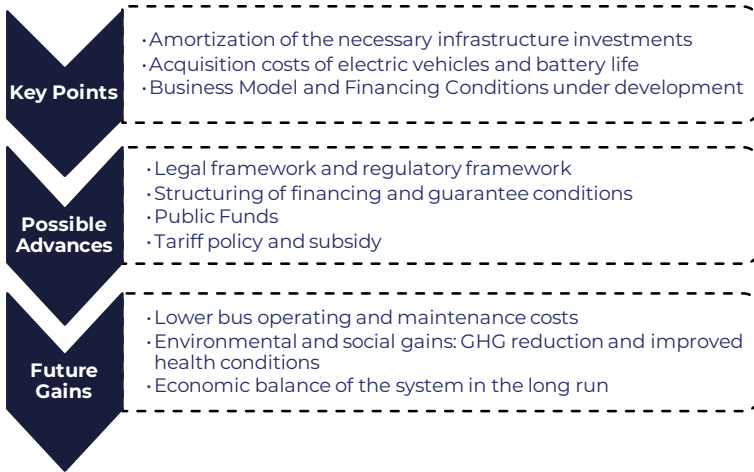 Key Points
·Amortization of the necessary infrastructure investments
·Acquisition costs of electric vehicles and battery life
·Business Model and Financing Conditions under development
Possible
Advances
·Legal framework and regulatory framework
·Structuring of financing and guarantee conditions
·Public Funds
·Tariff policy and subsidy
Future
Gains
·Lower bus operating and maintenance costs
·Environmental and social gains: GHG reduction and improved
health conditions
·Economic balance of the system in the long run